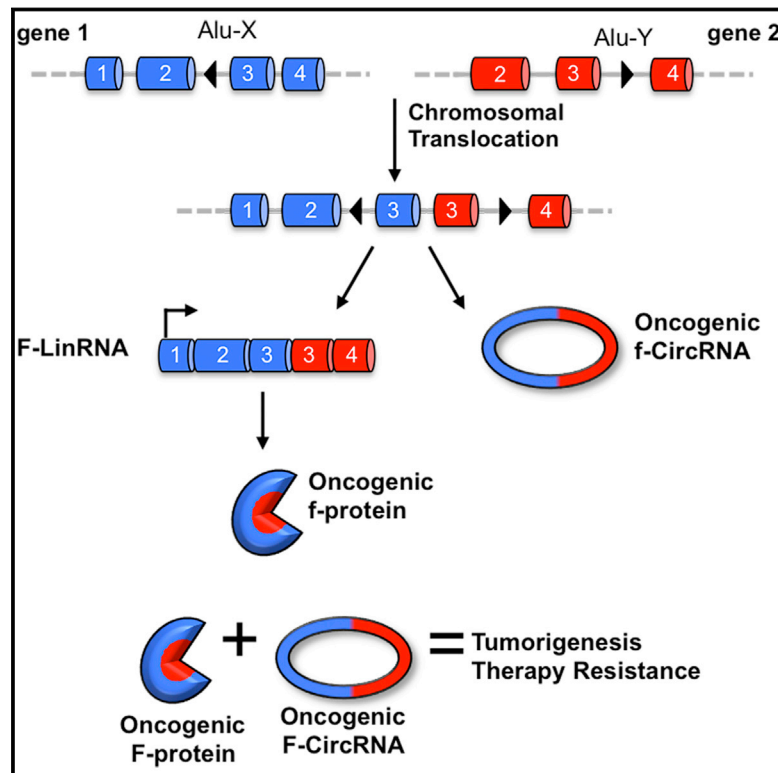 gene 1 Alu-X Alu-Y gene 2
1 2 3 4 2 3 4
Chromosomal
Translocation
1 2 3 3 4
F-LinRNA
1 2 3 3 4
Oncogenic
f-CircRNA
Oncogenic
f-protein
+ =
Tumorigenesis
Therapy Resistance
Oncogenic
F-protein
Oncogenic
F-CircRNA